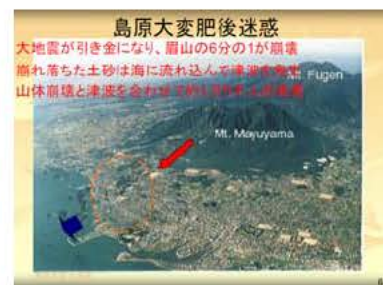 島原大変肥後迷惑
大地震が引き金になり、眉山の6分の1が崩壊
崩れ落ちた土砂は海に流れ込んで津波を発生
山体崩壊と津波を合わせて
Mt. Fugen
Mt. Mayuyama